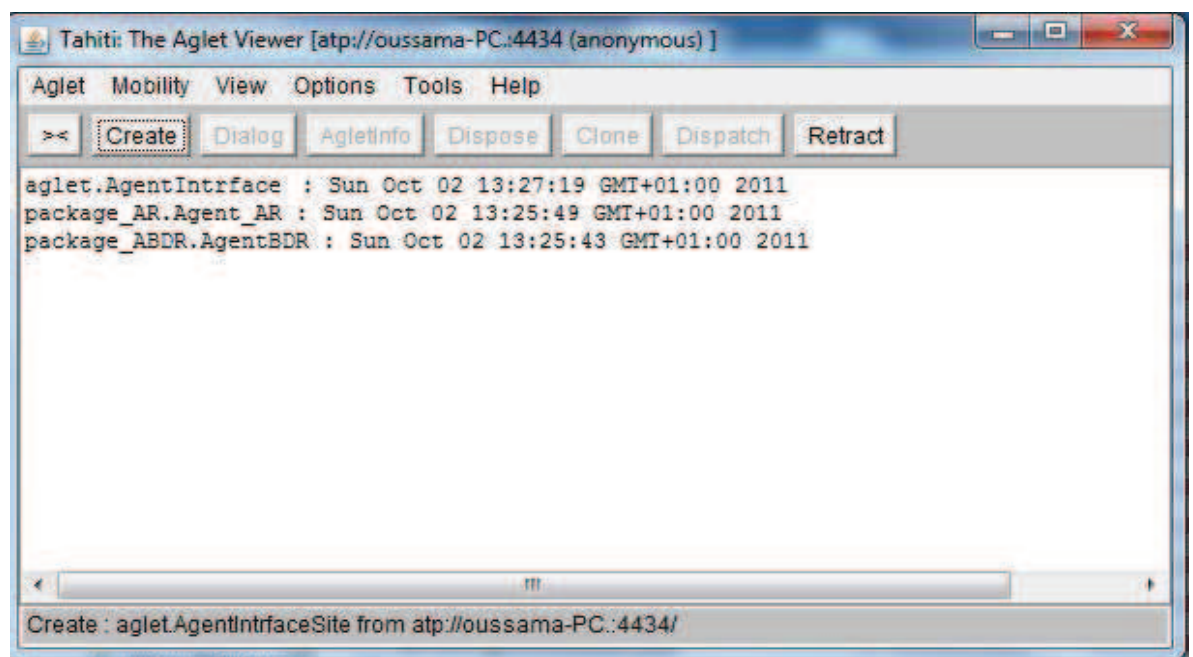 Tahiti: The Aglet Viewer [atp://oussama-PC.:4434 (anonymous) ]
Aglet Mobility View Options Tools Help
>< Create Dialog AgletInfo Dispose Clone Dispatch Retract
aglet.AgentIntrface : Sun Oct 02 13:27:19 GMT+01:00 2011
package_AR.Agent_AR : Sun Oct 02 13:25:49 GMT+01:00 2011
package_ABDR.AgentBDR : Sun Oct 02 13:25:43 GMT+01:00 2011
Create : aglet.AgentIntrfaceSite from atp://oussama-PC.:4434/